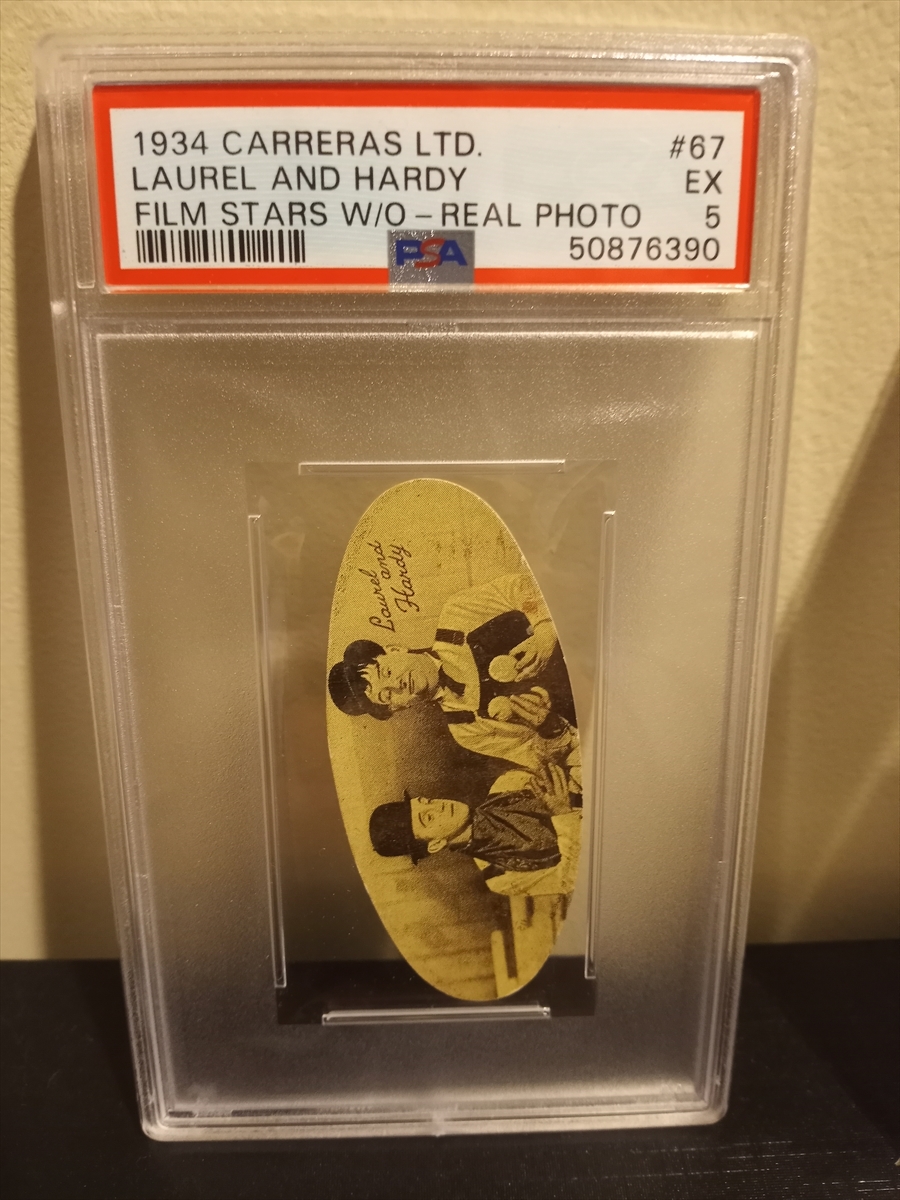 1934 CARRERAS LTD. #67
LAUREL AND HARDY EX
FILM STARS W/O – REAL PHOTO 5
PSA 50876390
Laurel
and
Hardy